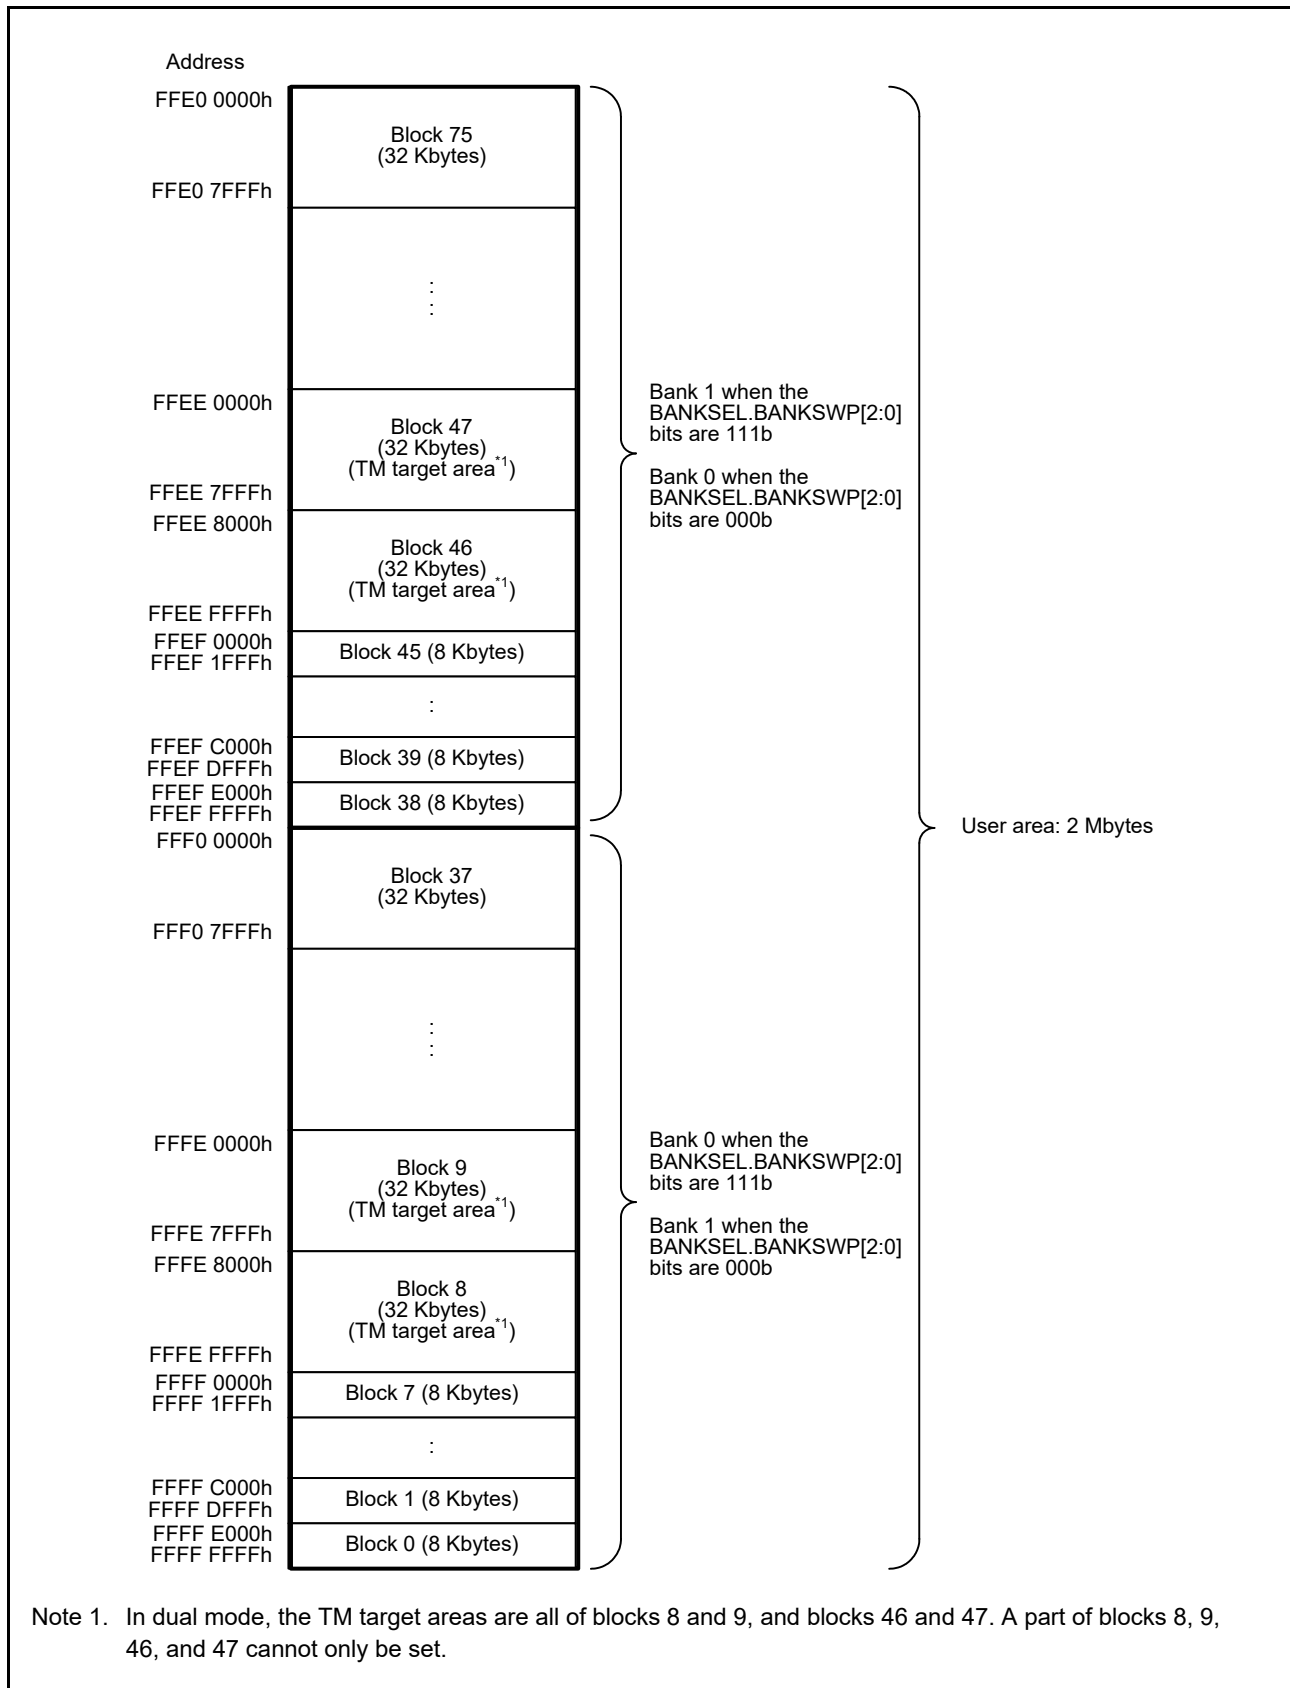 Address
FFE0 0000h
Block 75
(32 Kbytes)
FFE0 7FFFh
:
:
FFEE 0000h
Block 47
(32 Kbytes)
(TM target area*1)
FFEE 7FFFh
FFEE 8000h
Block 46
(32 Kbytes)
(TM target area*1)
FFEE FFFFh
FFEF 0000h
FFEF 1FFFh
Block 45 (8 Kbytes)
:
FFEF C000h
FFEF DFFFh
Block 39 (8 Kbytes)
FFEF E000h
FFEF FFFFh
Block 38 (8 Kbytes)
Bank 1 when the
BANKSEL.BANKSWP[2:0]
bits are 111b
Bank 0 when the
BANKSEL.BANKSWP[2:0]
bits are 000b
User area: 2 Mbytes
FFF0 0000h
Block 37
(32 Kbytes)
FFF0 7FFFh
:
:
FFFE 0000h
Block 9
(32 Kbytes)
(TM target area*1)
FFFE 7FFFh
FFFE 8000h
Block 8
(32 Kbytes)
(TM target area*1)
FFFE FFFFh
FFFF 0000h
FFFF 1FFFh
Block 7 (8 Kbytes)
:
FFFF C000h
FFFF DFFFh
Block 1 (8 Kbytes)
FFFF E000h
FFFF FFFFh
Block 0 (8 Kbytes)
Bank 0 when the
BANKSEL.BANKSWP[2:0]
bits are 111b
Bank 1 when the
BANKSEL.BANKSWP[2:0]
bits are 000b
Note 1. In dual mode, the TM target areas are all of blocks 8 and 9, and blocks 46 and 47. A part of blocks 8, 9,
46, and 47 cannot only be set.